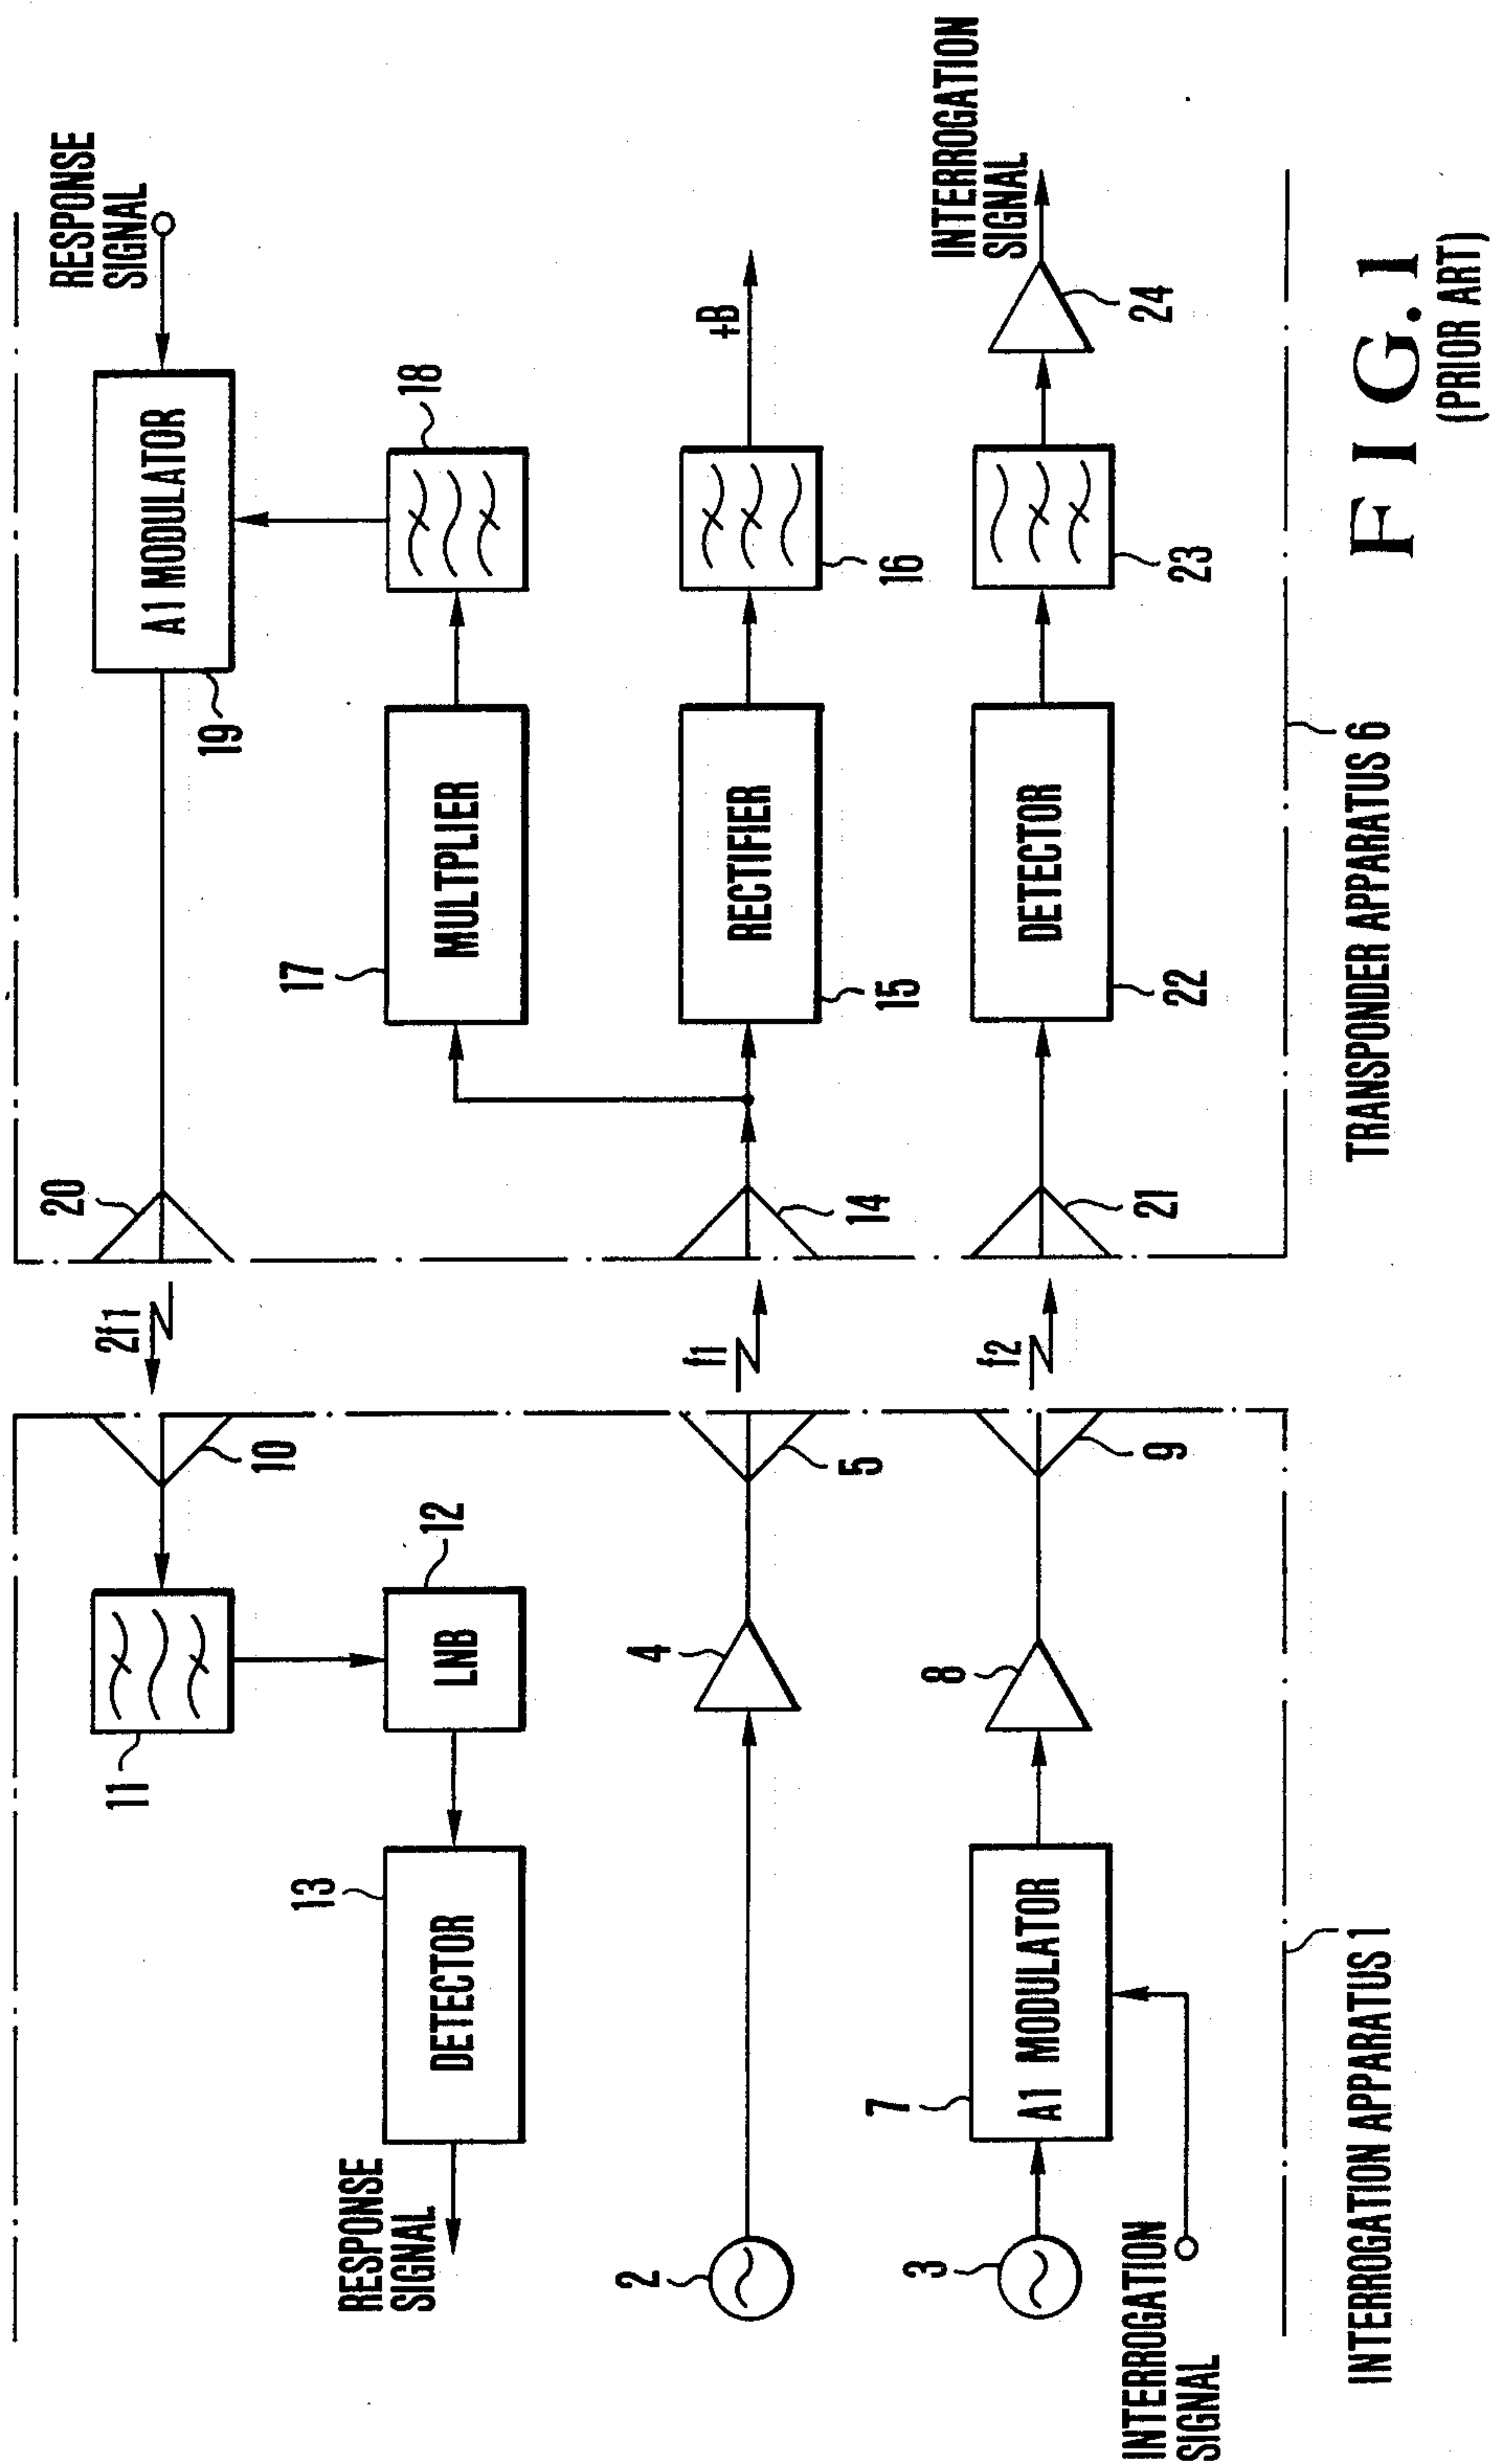 RESPONSE
SIGNAL
A1 MODULATOR
19
20
2f1
10
11
18
MULTPLIER
17
12
LNB
13
DETECTOR
RESPONSE
SIGNAL
+B
16
RECTIFIER
15
14
f1
5
4
2
INTERROGATION
SIGNAL
24
23
DETECTOR
22
21
f2
9
8
A1 MODULATOR
7
3
INTERROGATION
SIGNAL
TRANSPONDER APPARATUS 6
INTERROGATION APPARATUS 1
FIG. 1
(PRIOR ART)